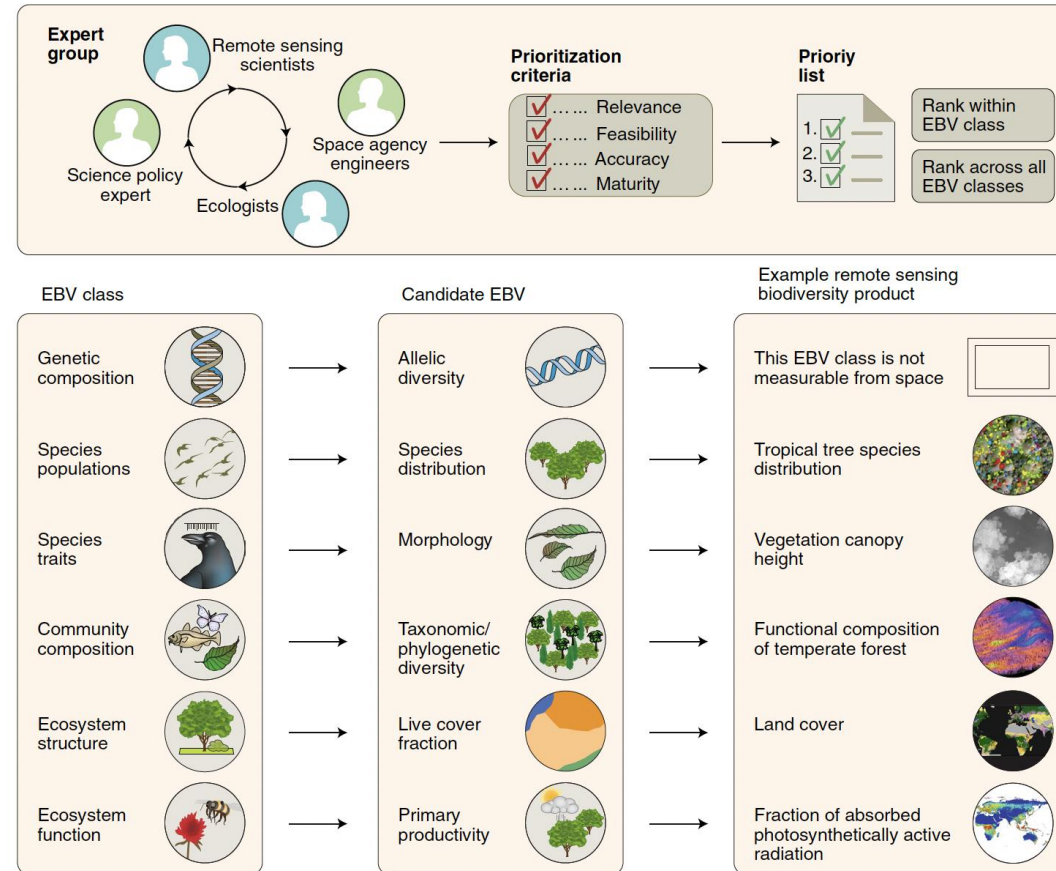 Expert
group
Remote sensing
scientists
Space agency
engineers
Ecologists
Science policy
expert
Prioritization
criteria
... ... Relevance
... ... Feasibility
... ... Accuracy
... ... Maturity
Prioriy
list
1.
2.
3.
Rank within
EBV class
Rank across all
EBV classes
EBV class
Candidate EBV
Example remote sensing
biodiversity product
Genetic
composition
Allelic
diversity
This EBV class is not
measurable from space
Species
populations
Species
distribution
Tropical tree species
distribution
Species
traits
Morphology
Vegetation canopy
height
Community
composition
Taxonomic/
phylogenetic
diversity
Functional composition
of temperate forest
Ecosystem
structure
Live cover
fraction
Land cover
Ecosystem
function
Primary
productivity
Fraction of absorbed
photosynthetically active
radiation